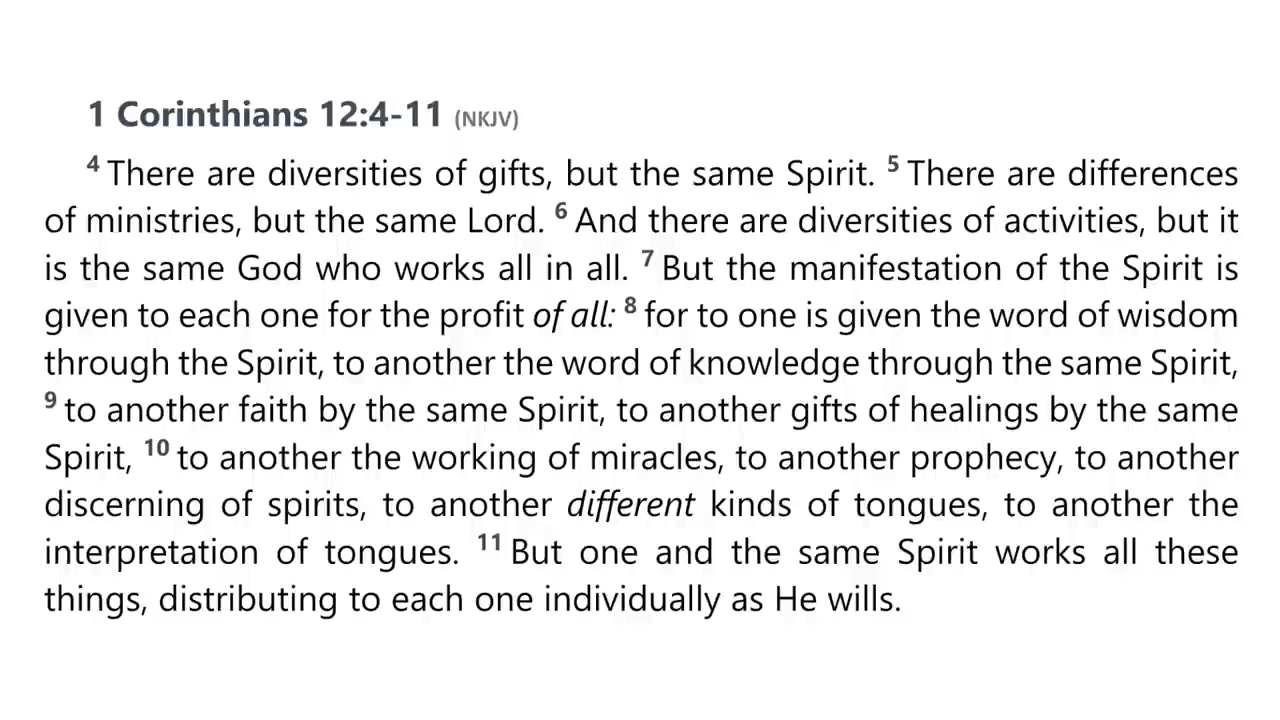 1 Corinthians 12:4-11 (NKJV)
4 There are diversities of gifts, but the same Spirit. 5 There are differences
of ministries, but the same Lord. 6 And there are diversities of activities, but it
is the same God who works all in all. 7 But the manifestation of the Spirit is
given to each one for the profit of all: 8 for to one is given the word of wisdom
through the Spirit, to another the word of knowledge through the same Spirit,
9 to another faith by the same Spirit, to another gifts of healings by the same
Spirit, 10 to another the working of miracles, to another prophecy, to another
discerning of spirits, to another different kinds of tongues, to another the
interpretation of tongues. 11 But one and the same Spirit works all these
things, distributing to each one individually as He wills.